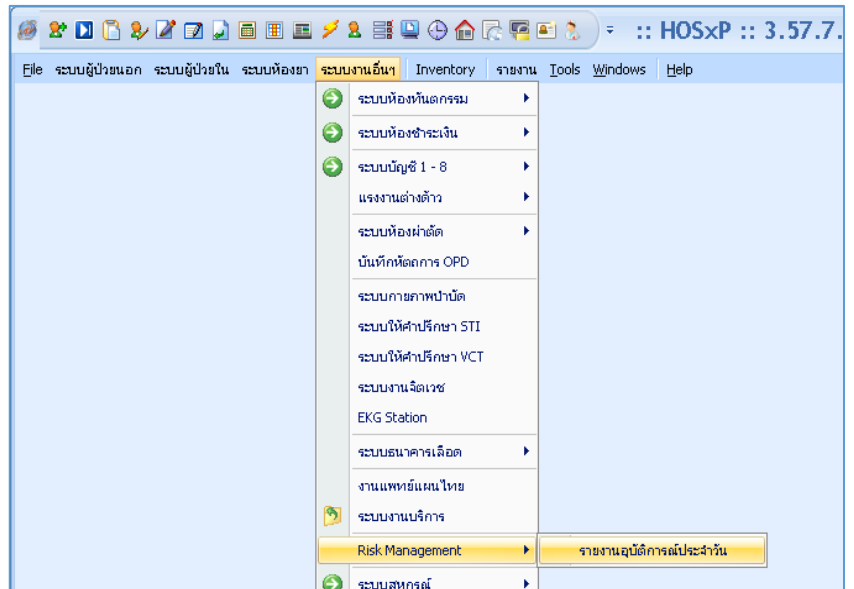 :: HOSxP :: 3.57.7.
File ระบบผู้ป่วยนอก ระบบผู้ป่วยใน ระบบห้องยา ระบบงานอื่นๆ Inventory รายงาน Tools Windows Help
ระบบห้องทันตกรรม
ระบบห้องชำระเงิน
ระบบบัญชี 1 - 8
แรงงานต่างด้าว
ระบบห้องผ่าตัด
บันทึกหัตถการ OPD
ระบบกายภาพบำบัด
ระบบให้คำปรึกษา STI
ระบบให้คำปรึกษา VCT
ระบบงานจิตเวช
EKG Station
ระบบธนาคารเลือด
งานแพทย์แผนไทย
ระบบงานบริการ
Risk Management รายงานอุบัติการณ์ประจำวัน
ระบบสหกรณ์